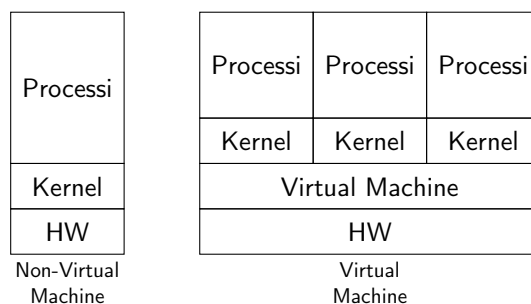 Processi
Kernel
HW
Non-Virtual
Machine
Processi Processi Processi
Kernel Kernel Kernel
Virtual Machine
HW
Virtual
Machine